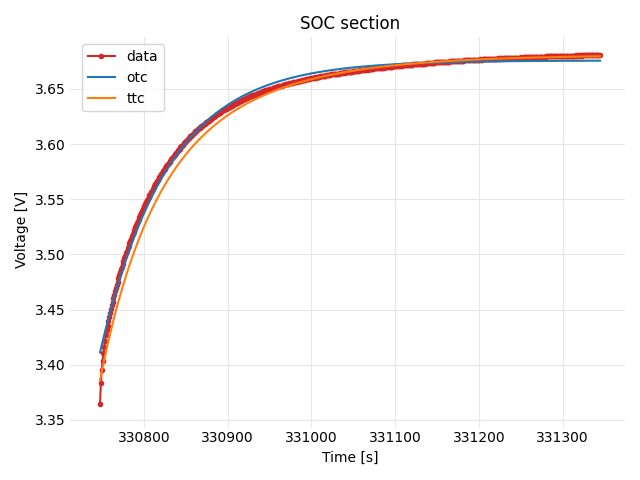 SOC section
data
otc
ttc
Voltage [V]
3.65
3.60
3.55
3.50
3.45
3.40
3.35
330800 330900 331000 331100 331200 331300
Time [s]